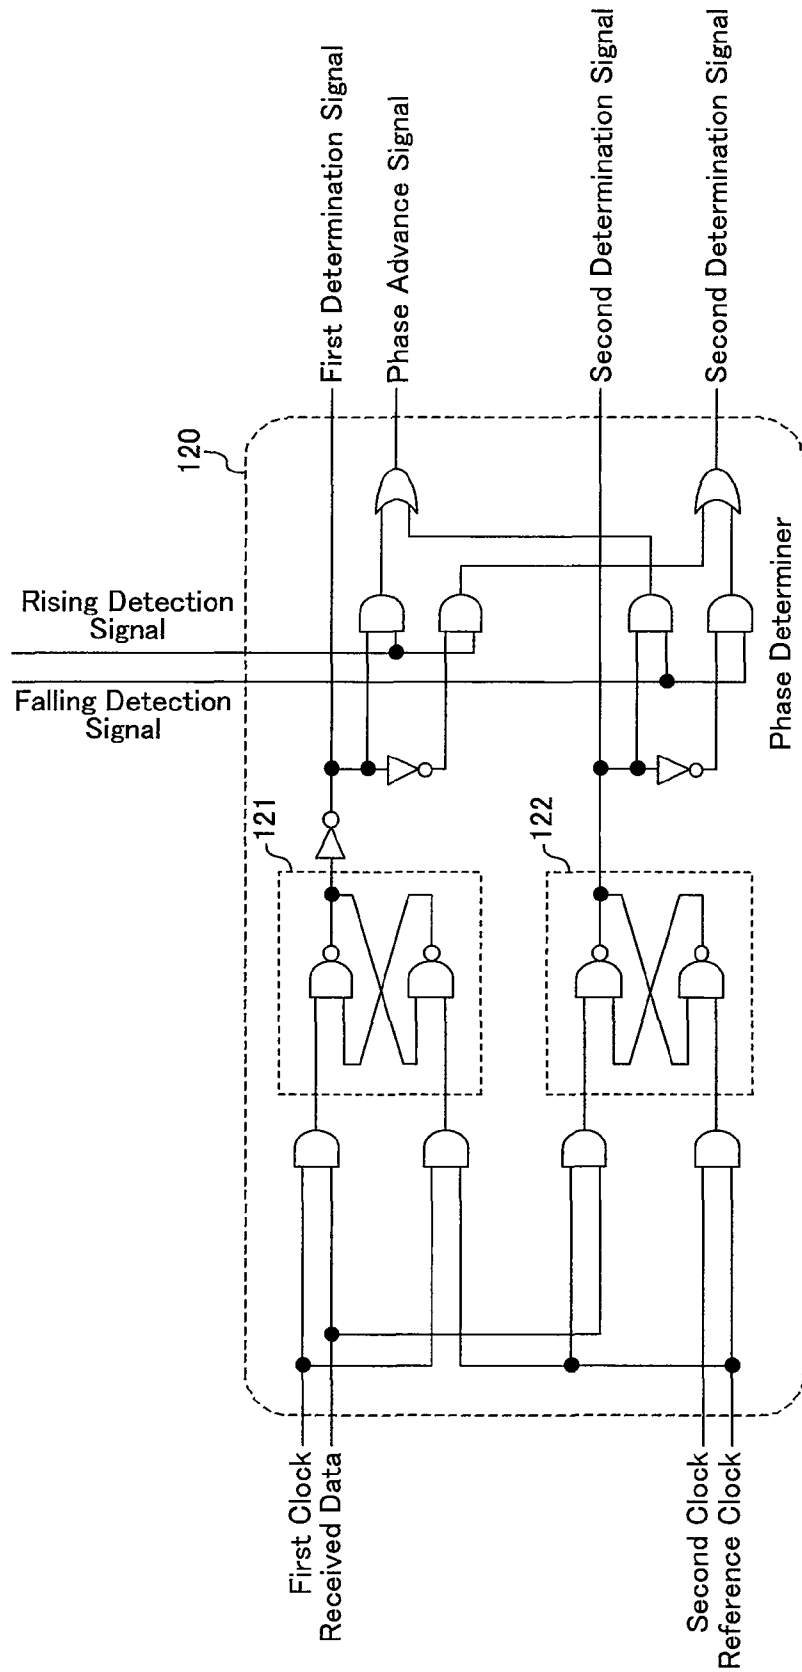 First Clock
Received Data
Second Clock
Reference Clock
Rising Detection
Signal
Falling Detection
Signal
120
121
122
Phase Determiner
First Determination Signal
Phase Advance Signal
Second Determination Signal
Second Determination Signal